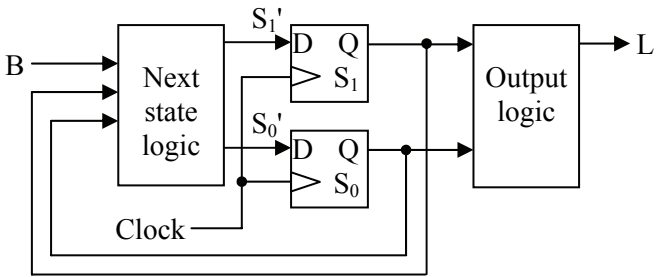 S₁'
D Q
S₁
B
Next
state
logic
Output
logic
L
S₀'
D Q
S₀
Clock